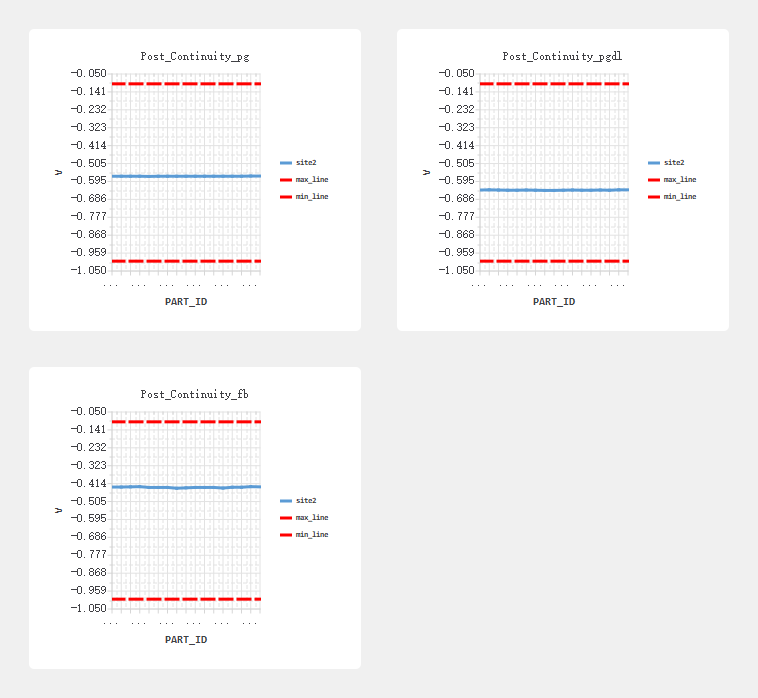 Post_Continuity_pg
-0.050
-0.141
-0.232
-0.323
-0.414
-0.505
-0.595
-0.686
-0.777
-0.868
-0.959
-1.050
V
site2
max_line
min_line
... ... ... ... ... ...
PART_ID
Post_Continuity_pgdl
-0.050
-0.141
-0.232
-0.323
-0.414
-0.505
-0.595
-0.686
-0.777
-0.868
-0.959
-1.050
V
site2
max_line
min_line
... ... ... ... ... ...
PART_ID
Post_Continuity_fb
-0.050
-0.141
-0.232
-0.323
-0.414
-0.505
-0.595
-0.686
-0.777
-0.868
-0.959
-1.050
V
site2
max_line
min_line
... ... ... ... ... ...
PART_ID